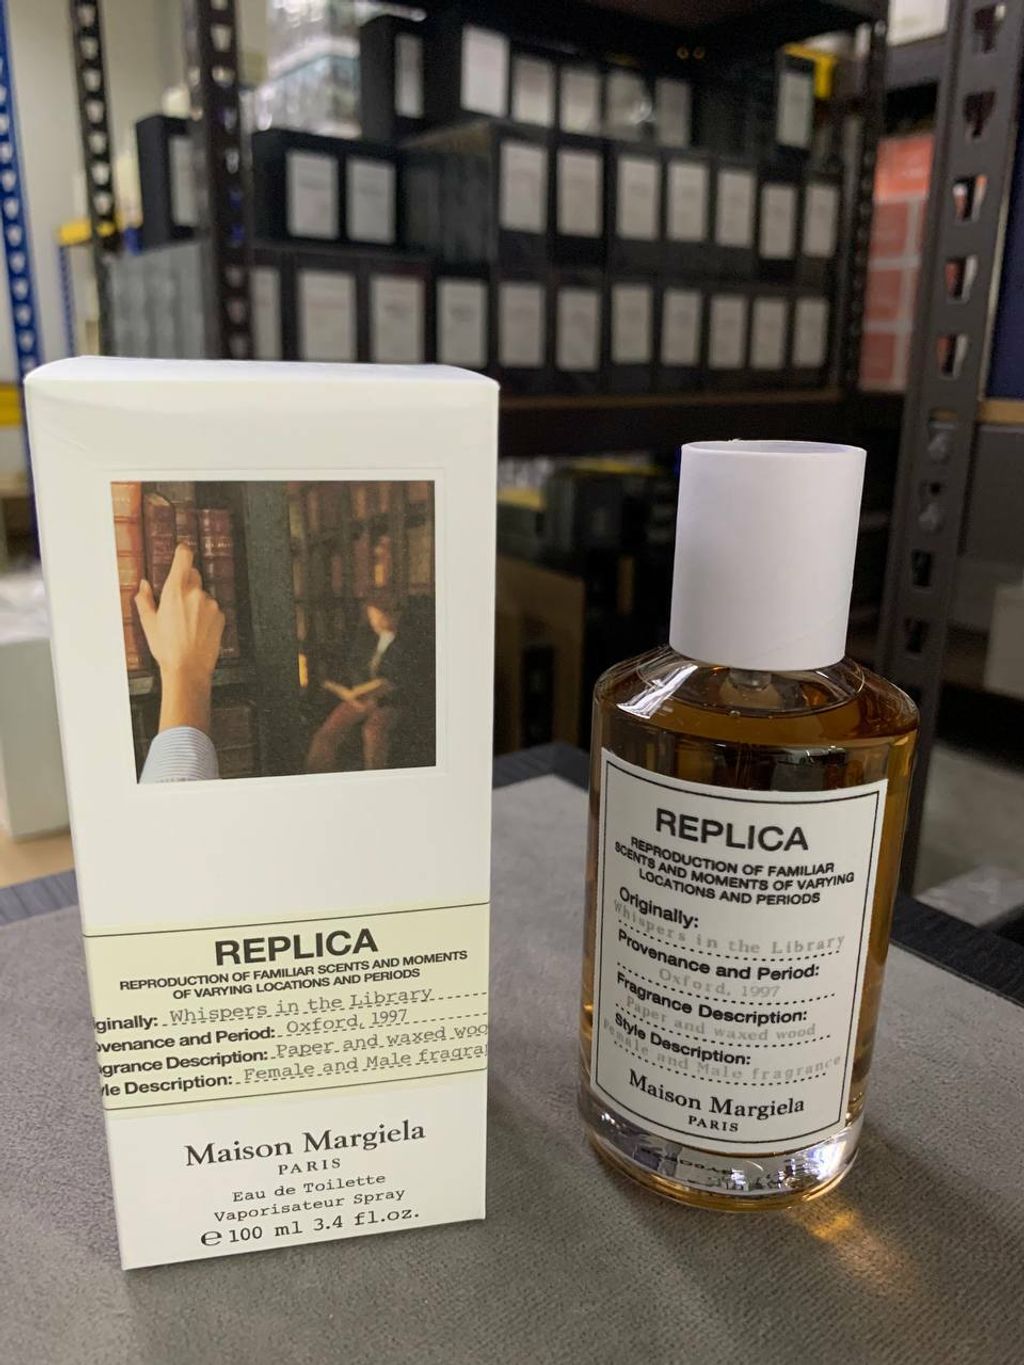 REPLICA
REPRODUCTION OF FAMILIAR SCENTS AND MOMENTS
OF VARYING LOCATIONS AND PERIODS
ginally: Whispers in the Library
ovenance and Period: Oxford, 1997
agrance Description: Paper and waxed woo
yle Description: Female and Male fragran
Maison Margiela
PARIS
Eau de Toilette
Vaporisateur Spray
℮ 100 ml 3.4 fl.oz.
REPLICA
REPRODUCTION OF FAMILIAR
SCENTS AND MOMENTS OF VARYING
LOCATIONS AND PERIODS
Originally:
Whispers in the Library
Provenance and Period:
Oxford, 1997
Fragrance Description:
Paper and waxed wood
Style Description:
Female and Male fragrance
Maison Margiela
PARIS